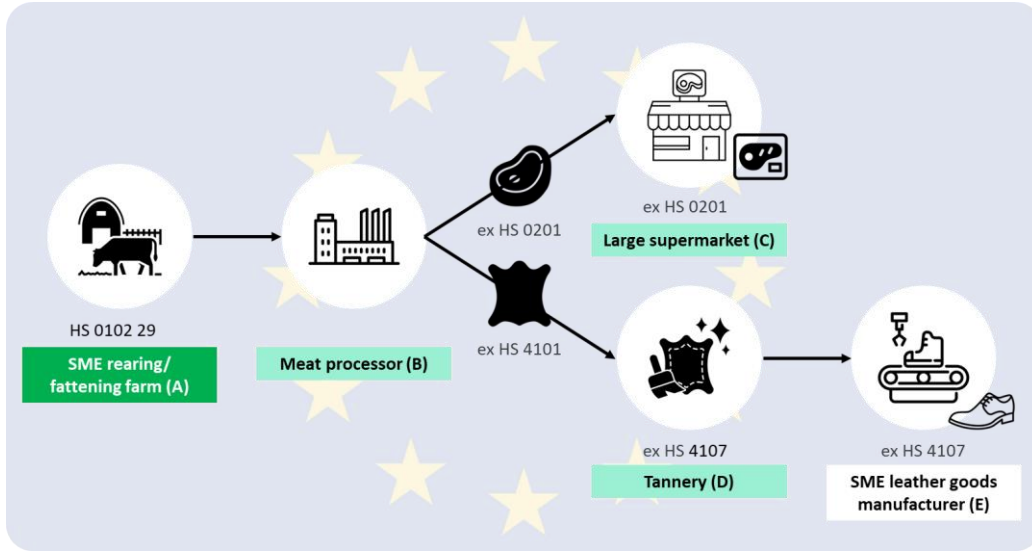 HS 0102 29
SME rearing/
fattening farm (A)
Meat processor (B)
ex HS 0201
ex HS 4101
ex HS 0201
Large supermarket (C)
ex HS 4107
Tannery (D)
ex HS 4107
SME leather goods
manufacturer (E)